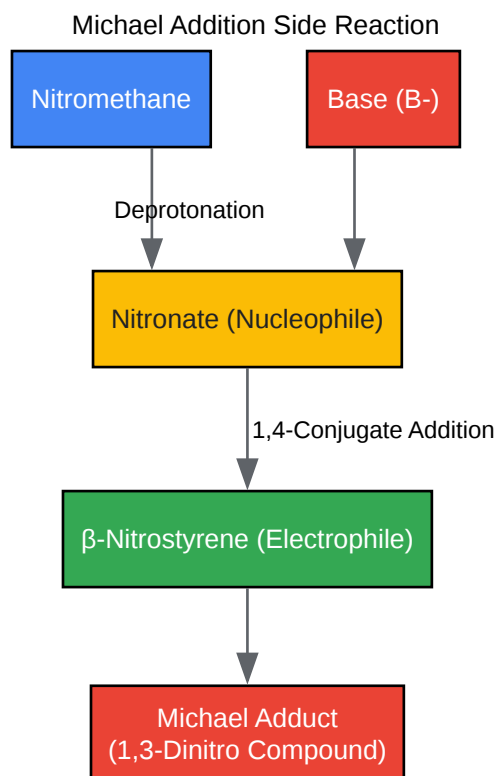 Michael Addition Side Reaction
Nitromethane
Base (B-)
Deprotonation
Nitronate (Nucleophile)
1,4-Conjugate Addition
β-Nitrostyrene (Electrophile)
Michael Adduct
(1,3-Dinitro Compound)